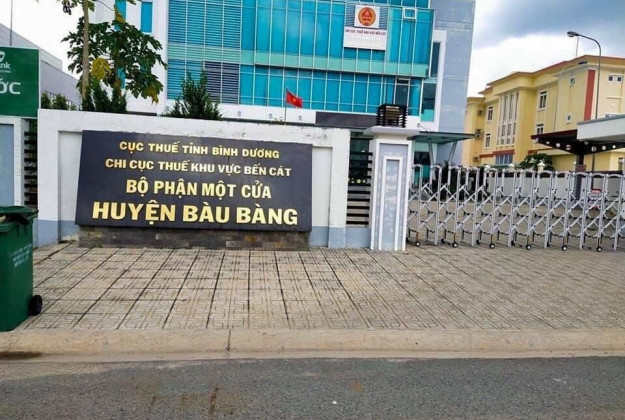 CỤC THUẾ TỈNH BÌNH DƯƠNG
CHI CỤC THUẾ KHU VỰC BẾN CÁT
BỘ PHẬN MỘT CỬA
HUYỆN BÀU BÀNG